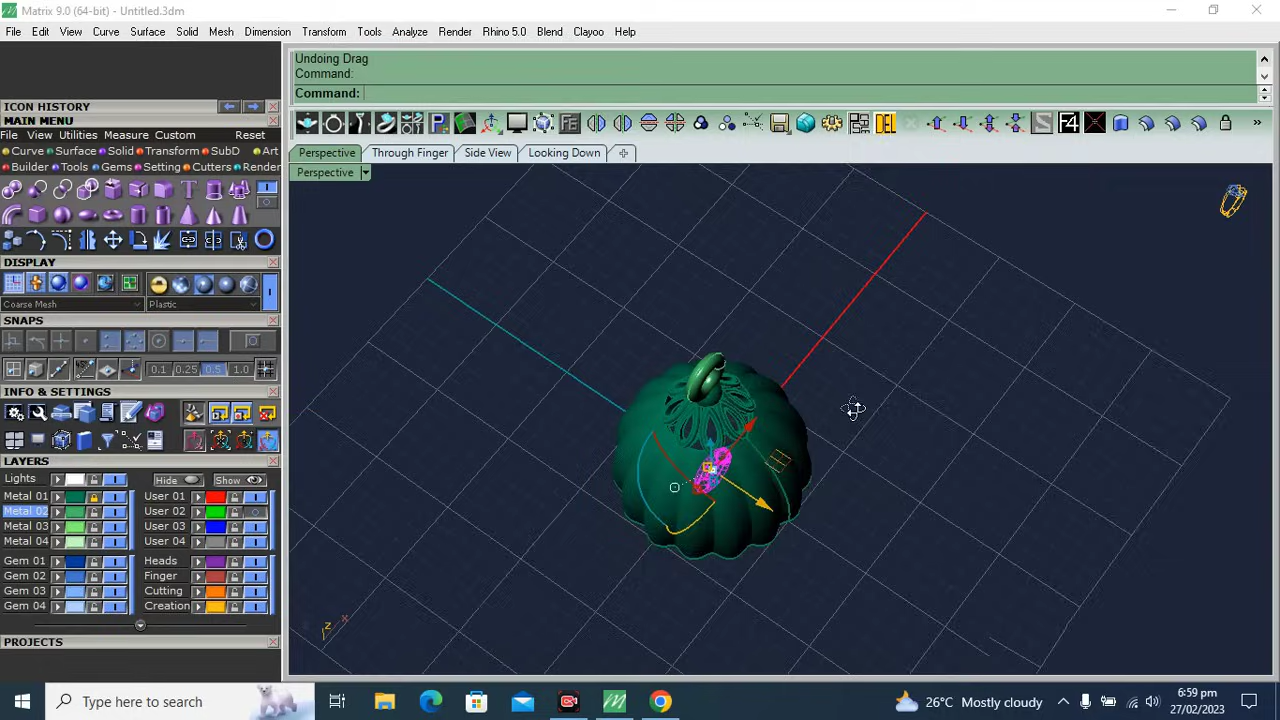 Matrix 9.0 (64-bit) - Untitled.3dm
File Edit View Curve Surface Solid Mesh Dimension Transform Tools Analyze Render Rhino 5.0 Blend Clayoo Help
Undoing Drag
Command:
Command:
ICON HISTORY
MAIN MENU
File View Utilities Measure Custom Reset
Curve Surface Solid Transform SubD Art
Builder Tools Gems Setting Cutters Render
Perspective Through Finger Side View Looking Down
Perspective
DISPLAY
Coarse Mesh Plastic
SNAPS
0.1 0.25 0.5 1.0
INFO & SETTINGS
LAYERS
Lights Hide Show
Metal 01 User 01
Metal 02 User 02
Metal 03 User 03
Metal 04 User 04
Gem 01 Heads
Gem 02 Finger
Gem 03 Cutting
Gem 04 Creation
PROJECTS
F4
z x
Type here to search
26°C Mostly cloudy
6:59 pm
27/02/2023